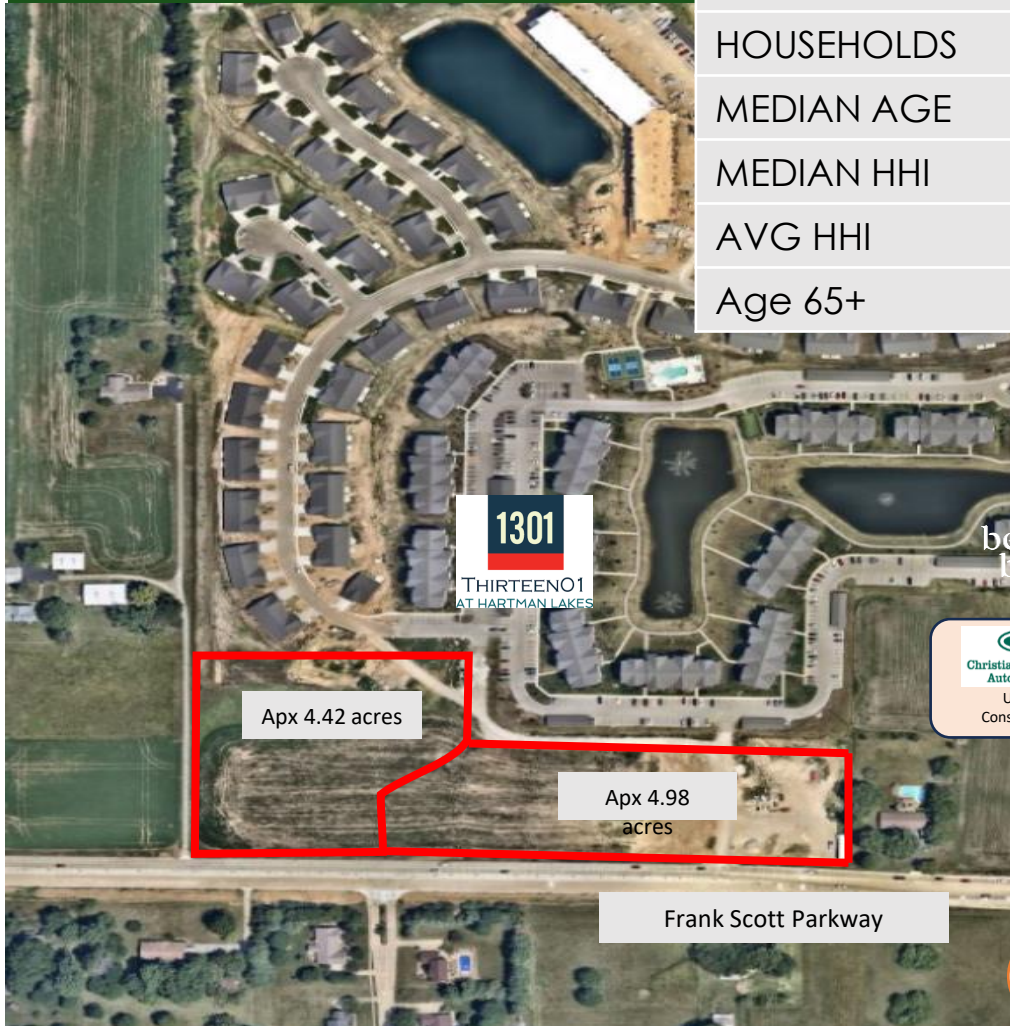 HOUSEHOLDS
MEDIAN AGE
MEDIAN HHI
AVG HHI
Age 65+
1301
THIRTEEN01
AT HARTMAN LAKES
Apx 4.42 acres
Apx 4.98
acres
Frank Scott Parkway